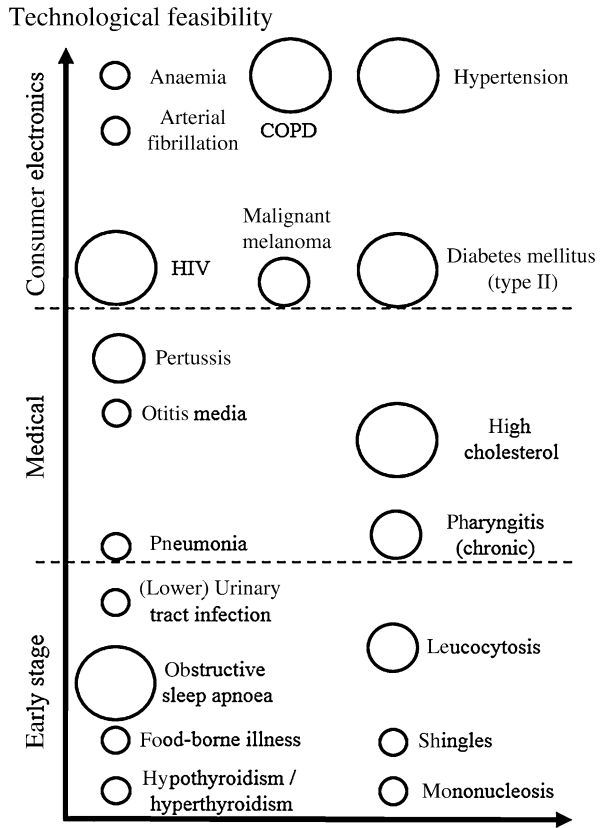 Technological feasibility
Consumer electronics
Anaemia
Hypertension
Arterial
fibrillation
COPD
Malignant
melanoma
HIV
Diabetes mellitus
(type II)
Medical
Pertussis
Otitis media
High
cholesterol
Pneumonia
Pharyngitis
(chronic)
Early stage
(Lower) Urinary
tract infection
Leucocytosis
Obstructive
sleep apnoea
Food-borne illness
Shingles
Hypothyroidism /
hyperthyroidism
Mononucleosis